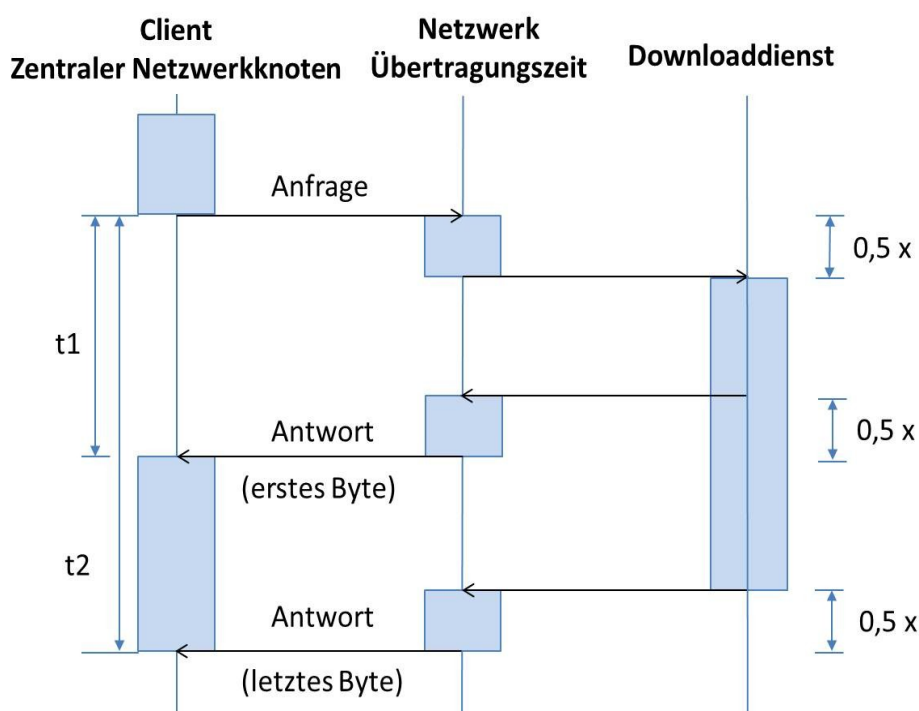 Client
Zentraler Netzwerkknoten
Netzwerk
Übertragungszeit
Downloaddienst
Anfrage
0,5 x
t1
Antwort
(erstes Byte)
0,5 x
t2
Antwort
(letztes Byte)
0,5 x